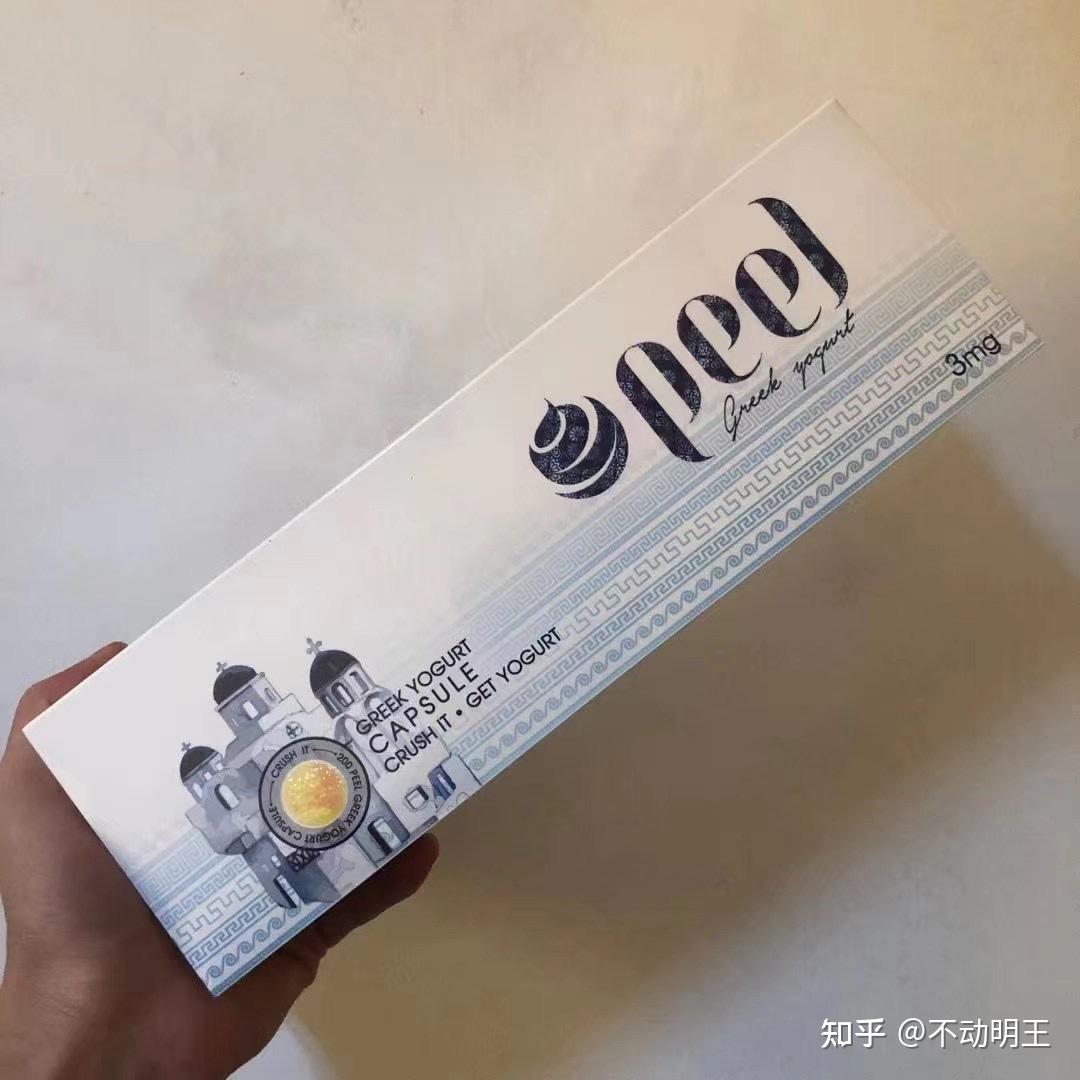 peel
Greek yogurt
3mg
GREEK YOGURT
CAPSULE
CRUSH IT • GET YOGURT
CRUSH IT
200 PEEL GREEK YOGURT CAPSULE
知乎 @不动明王